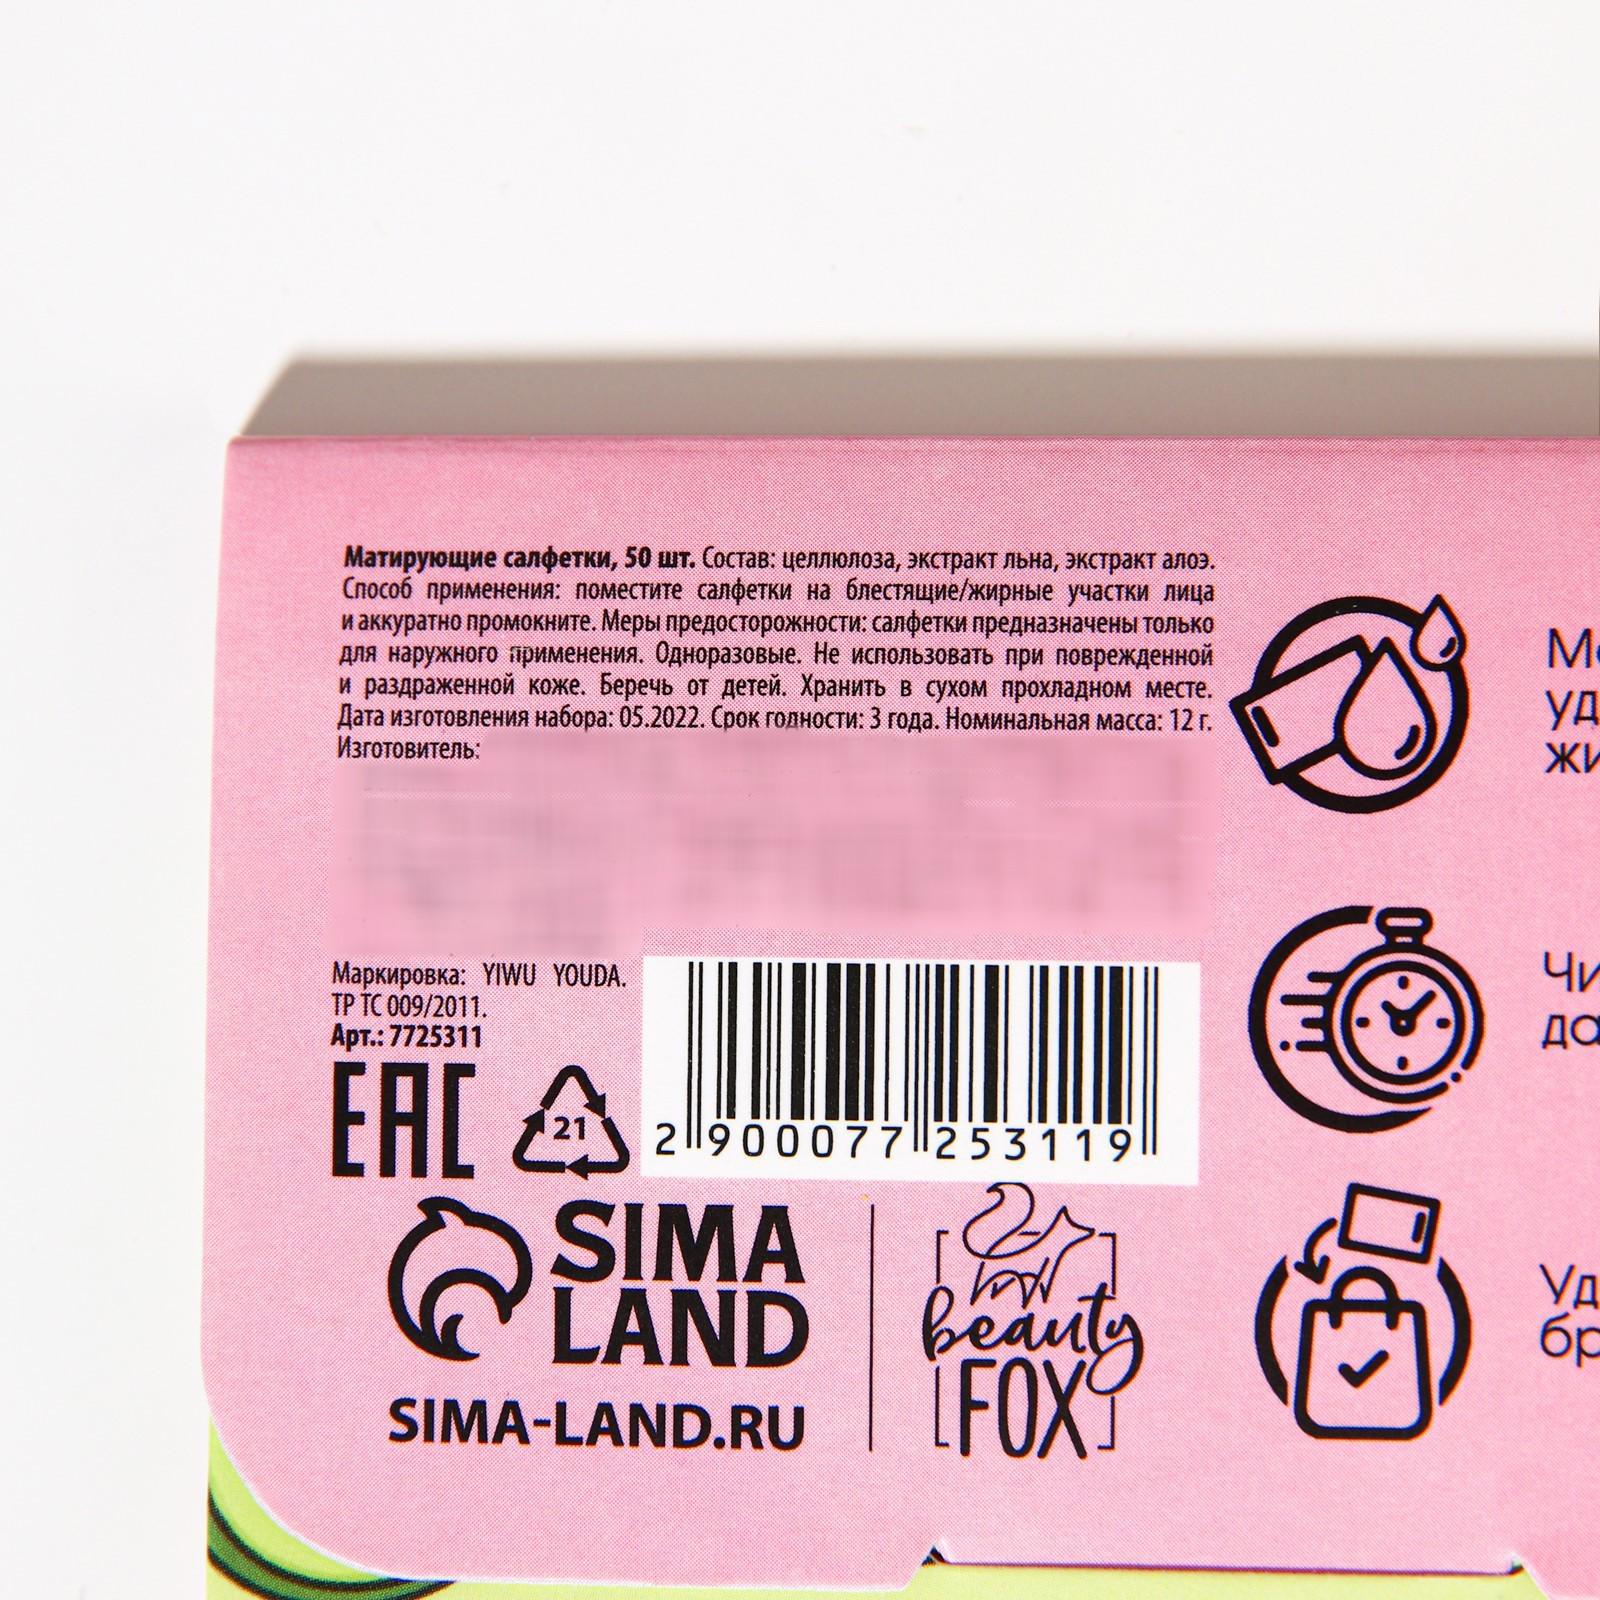 Матирующие салфетки, 50 шт. Состав: целлюлоза, экстракт льна, экстракт алоэ.
Способ применения: поместите салфетки на блестящие/жирные участки лица
и аккуратно промокните. Меры предосторожности: салфетки предназначены только
для наружного применения. Одноразовые. Не использовать при поврежденной
и раздраженной коже. Беречь от детей. Хранить в сухом прохладном месте.
Дата изготовления набора: 05.2022. Срок годности: 3 года. Номинальная масса: 12 г.
Изготовитель:
Маркировка: YIWU YOUDA.
ТР ТС 009/2011.
Арт.: 7725311
EAC
21
2 900077 253119
SIMA
LAND
SIMA-LAND.RU
beauty
FOX